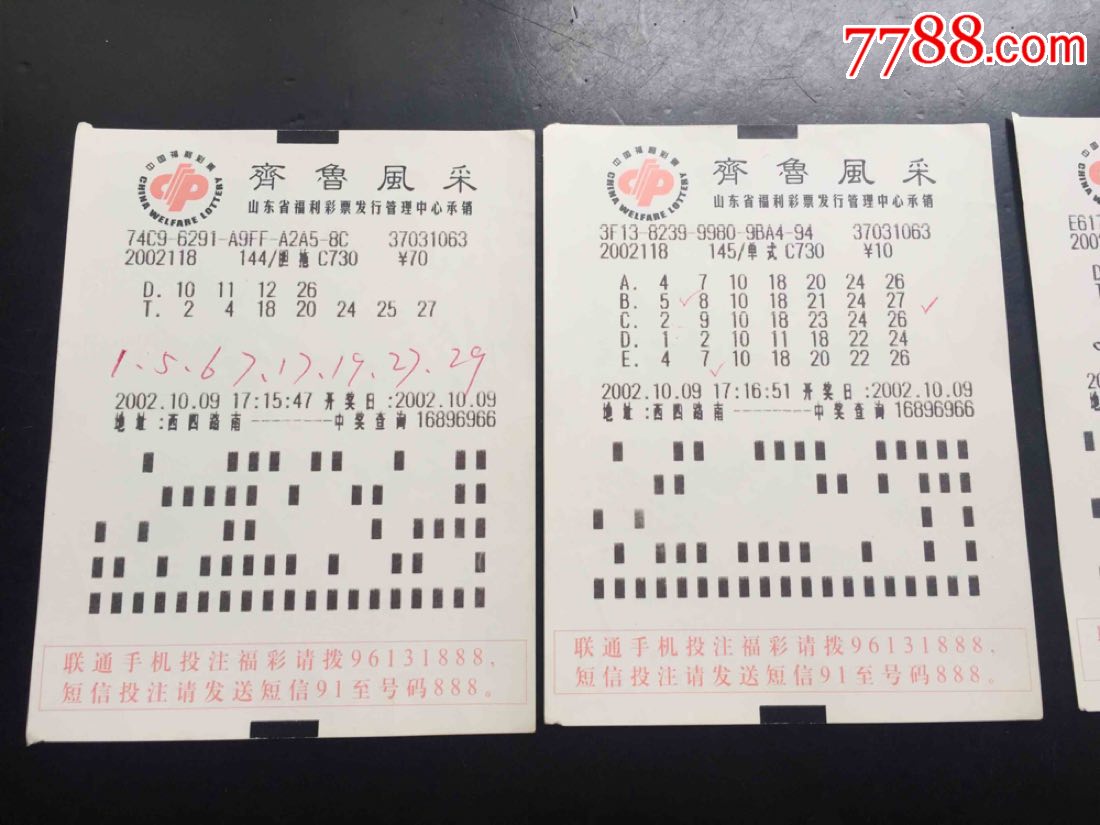 7788.com
中国福利彩票
CHINA WELFARE LOTTERY
齊魯風采
山东省福利彩票发行管理中心承销
74C9-6291-A9FF-A2A5-8C 37031063
2002118 144/胆拖 C730 ¥70
D. 10 11 12 26
T. 2 4 18 20 24 25 27
1.5.6 7.17.19.27.29
2002.10.09 17:15:47 开奖日:2002.10.09
地址:西四路南--------中奖查询 16896966
联通手机投注福彩请拨96131888,
短信投注请发送短信91至号码888。
中国福利彩票
CHINA WELFARE LOTTERY
齊魯風采
山东省福利彩票发行管理中心承销
3F13-8239-9980-9BA4-94 37031063
2002118 145/单式 C730 ¥10
A. 4 7 10 18 20 24 26
B. 5 8 10 18 21 24 27
C. 2 9 10 18 23 24 26
D. 1 2 10 11 18 22 24
E. 4 7 10 18 20 22 26
2002.10.09 17:16:51 开奖日:2002.10.09
地址:西四路南--------中奖查询 16896966
联通手机投注福彩请拨96131888,
短信投注请发送短信91至号码888。
E617